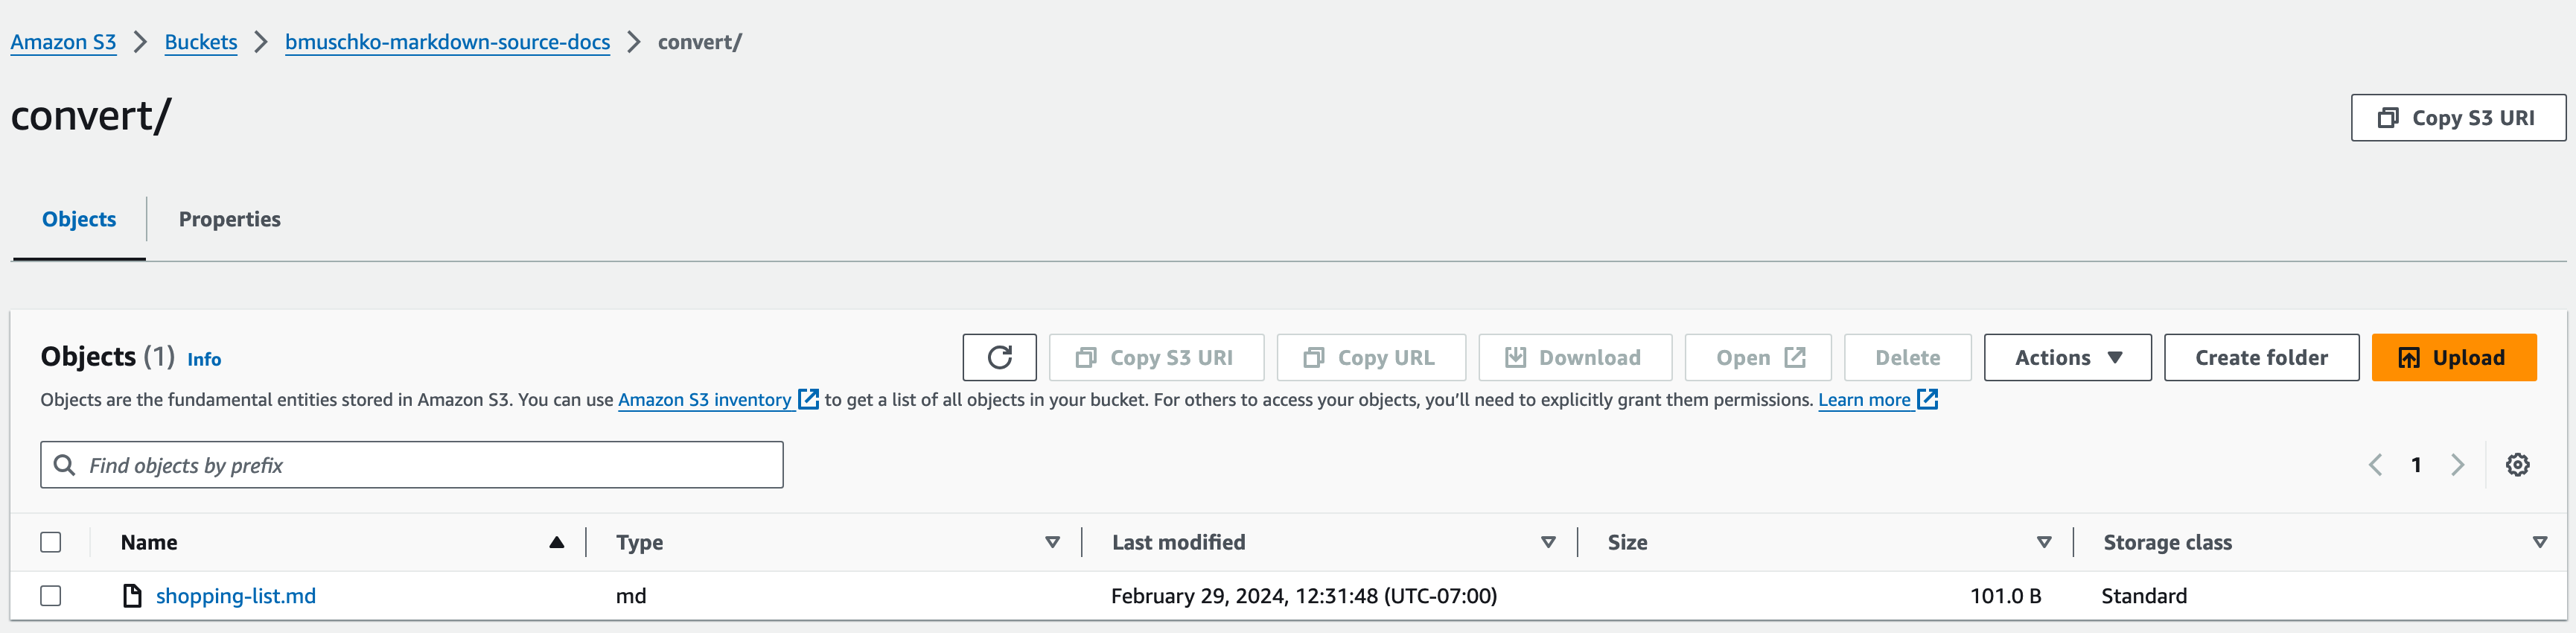 Amazon S3 > Buckets > bmuschko-markdown-source-docs > convert/
convert/
Copy S3 URI
Objects Properties
Objects (1) Info
Copy S3 URI Copy URL Download Open Delete Actions Create folder Upload
Objects are the fundamental entities stored in Amazon S3. You can use Amazon S3 inventory to get a list of all objects in your bucket. For others to access your objects, you’ll need to explicitly grant them permissions. Learn more
Find objects by prefix
1
Name Type Last modified Size Storage class
shopping-list.md md February 29, 2024, 12:31:48 (UTC-07:00) 101.0 B Standard